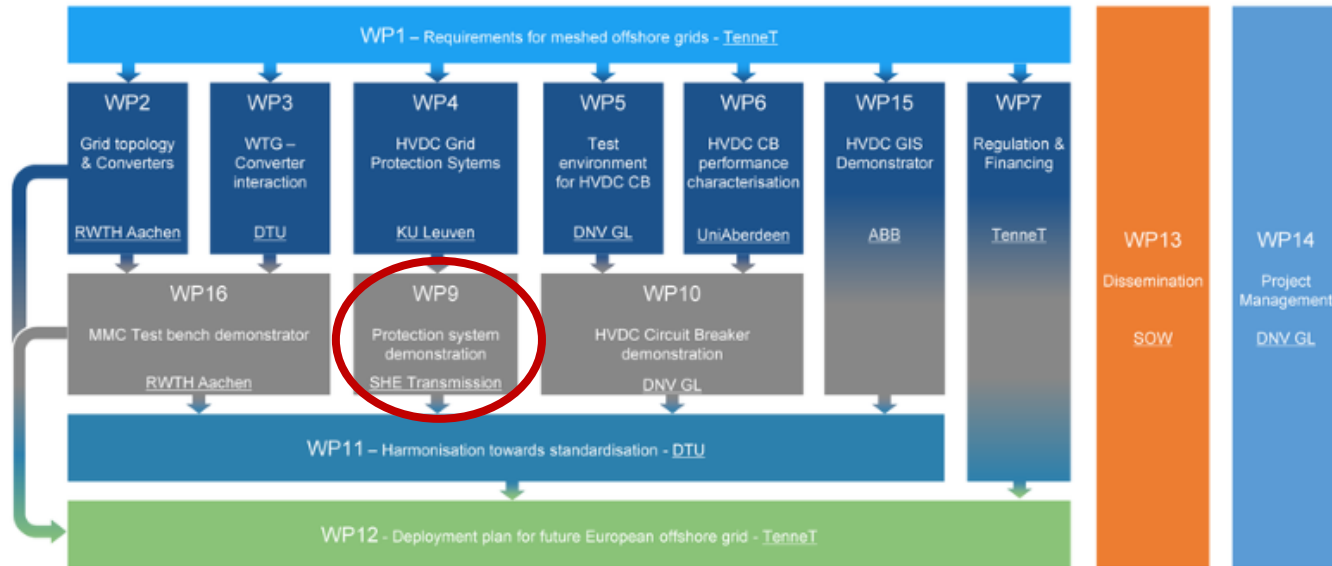 WP1 – Requirements for meshed offshore grids - TenneT
WP2
Grid topology
& Converters
RWTH Aachen
WP3
WTG –
Converter
interaction
DTU
WP4
HVDC Grid
Protection Sytems
KU Leuven
WP5
Test
environment
for HVDC CB
DNV GL
WP6
HVDC CB
performance
characterisation
UniAberdeen
WP15
HVDC GIS
Demonstrator
ABB
WP7
Regulation &
Financing
TenneT
WP16
MMC Test bench demonstrator
RWTH Aachen
WP9
Protection system
demonstration
SHE Transmission
WP10
HVDC Circuit Breaker
demonstration
DNV GL
WP11 – Harmonisation towards standardisation - DTU
WP12 - Deployment plan for future European offshore grid - TenneT
WP13
Dissemination
SOW
WP14
Project
Management
DNV GL